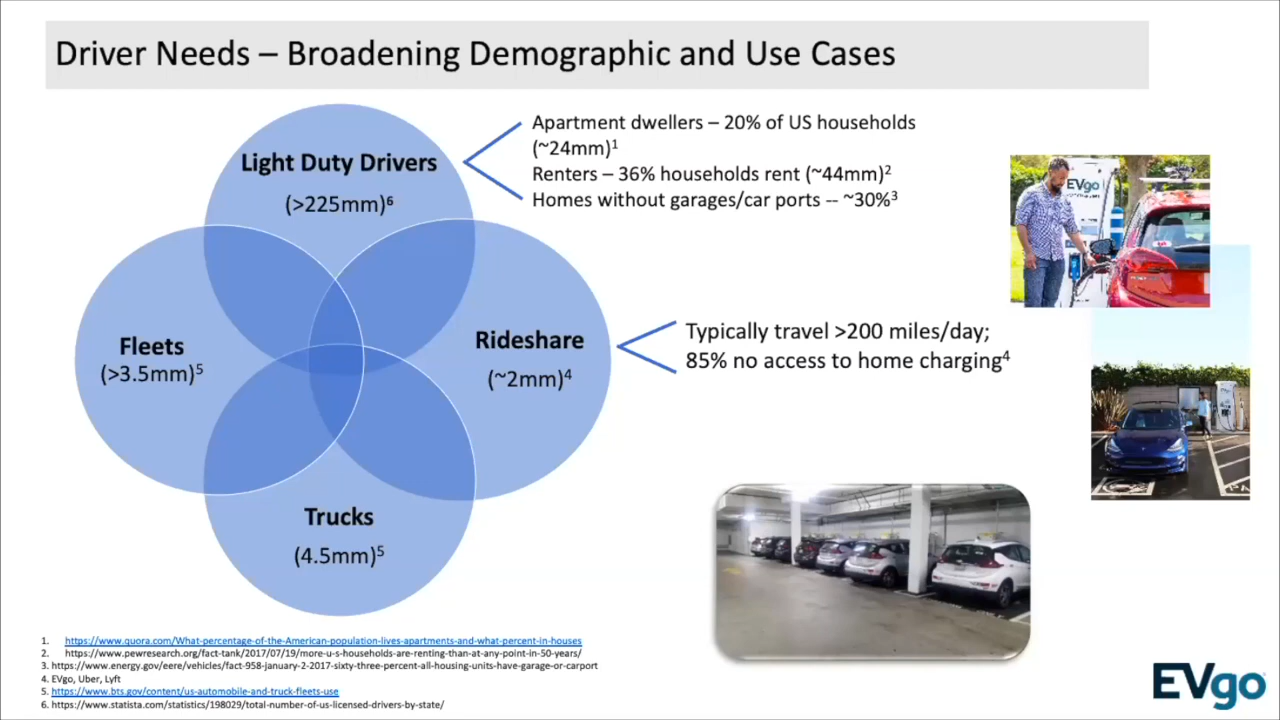 Driver Needs – Broadening Demographic and Use Cases
Light Duty Drivers
(>225mm)⁶
Apartment dwellers – 20% of US households
(~24mm)¹
Renters – 36% households rent (~44mm)²
Homes without garages/car ports -- ~30%³
EVgo
Fleets
(>3.5mm)⁵
Rideshare
(~2mm)⁴
Typically travel >200 miles/day;
85% no access to home charging⁴
Trucks
(4.5mm)⁵
1. https://www.quora.com/What-percentage-of-the-American-population-lives-apartments-and-what-percent-in-houses
2. https://www.pewresearch.org/fact-tank/2017/07/19/more-u-s-households-are-renting-than-at-any-point-in-50-years/
3. https://www.energy.gov/eere/vehicles/fact-958-january-2-2017-sixty-three-percent-all-housing-units-have-garage-or-carport
4. EVgo, Uber, Lyft
5. https://www.bts.gov/content/us-automobile-and-truck-fleets-use
6. https://www.statista.com/statistics/198029/total-number-of-us-licensed-drivers-by-state/
EVgo